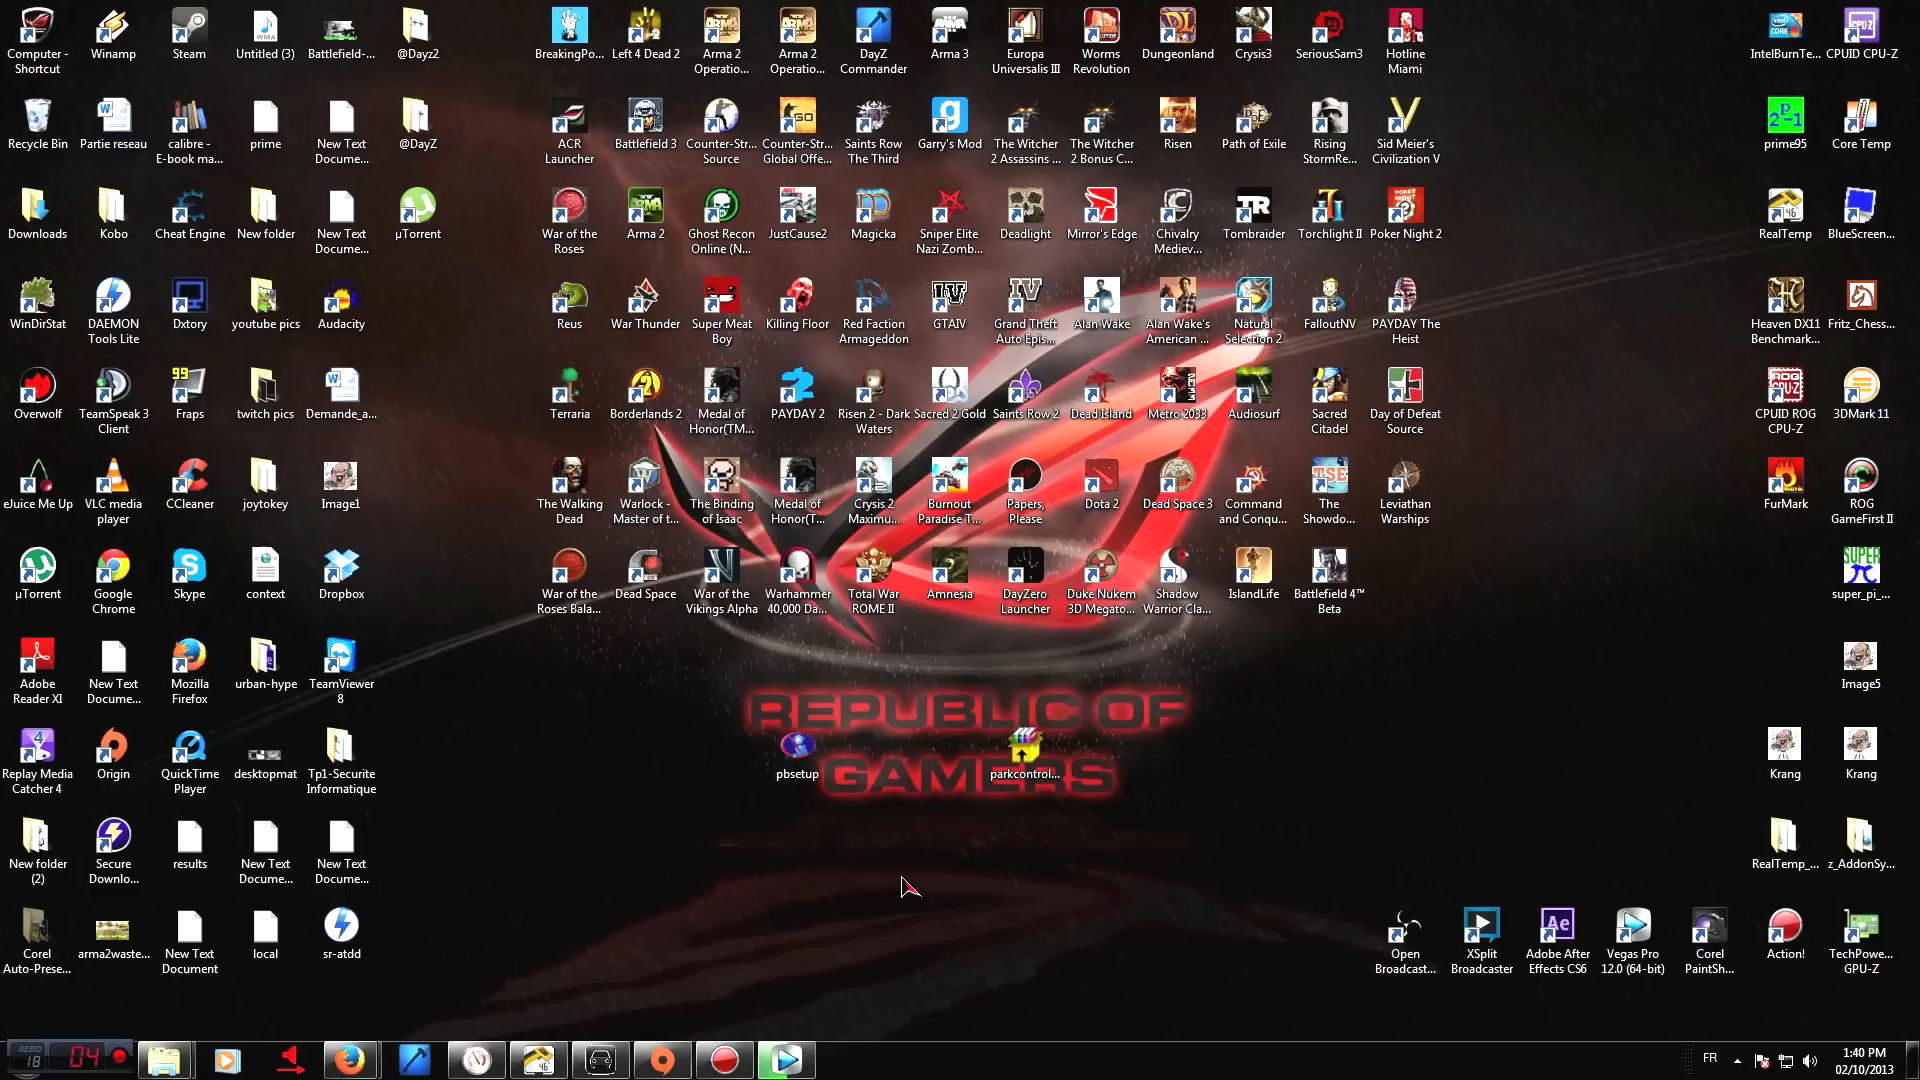 Computer -
Shortcut
Winamp
Steam
Untitled (3)
Battlefield-...
@Dayz2
BreakingPo...
Left 4 Dead 2
Arma 2
Operatio...
Arma 2
Operatio...
DayZ
Commander
Arma 3
Europa
Universalis III
Worms
Revolution
Dungeonland
Crysis3
SeriousSam3
Hotline
Miami
IntelBurnTe...
CPUID CPU-Z
Recycle Bin
Partie reseau
calibre -
E-book ma...
prime
New Text
Docume...
@DayZ
ACR
Launcher
Battlefield 3
Counter-Str...
Source
Counter-Str...
Global Offe...
Saints Row
The Third
Garry's Mod
The Witcher
2 Assassins ...
The Witcher
2 Bonus C...
Risen
Path of Exile
Rising
StormRe...
Sid Meier's
Civilization V
prime95
Core Temp
Downloads
Kobo
Cheat Engine
New folder
New Text
Docume...
µTorrent
War of the
Roses
Arma 2
Ghost Recon
Online (N...
JustCause2
Magicka
Sniper Elite
Nazi Zomb...
Deadlight
Mirror's Edge
Chivalry
Mediev...
Tombraider
Torchlight II
Poker Night 2
RealTemp
BlueScreen...
WinDirStat
DAEMON
Tools Lite
Dxtory
youtube pics
Audacity
Reus
War Thunder
Super Meat
Boy
Killing Floor
Red Faction
Armageddon
GTAIV
Grand Theft
Auto Epis...
Alan Wake
Alan Wake's
American ...
Natural
Selection 2
FalloutNV
PAYDAY The
Heist
Heaven DX11
Benchmark...
Fritz_Chess...
Overwolf
TeamSpeak 3
Client
Fraps
twitch pics
Demande_a...
Terraria
Borderlands 2
Medal of
Honor(TM...
PAYDAY 2
Risen 2 - Dark
Waters
Sacred 2 Gold
Saints Row 2
Dead Island
Metro 2033
Audiosurf
Sacred
Citadel
Day of Defeat
Source
CPUID ROG
CPU-Z
3DMark 11
eJuice Me Up
VLC media
player
CCleaner
joytokey
Image1
The Walking
Dead
Warlock -
Master of t...
The Binding
of Isaac
Medal of
Honor(T...
Crysis 2
Maximu...
Burnout
Paradise T...
Papers,
Please
Dota 2
Dead Space 3
Command
and Conqu...
The
Showdo...
Leviathan
Warships
FurMark
ROG
GameFirst II
µTorrent
Google
Chrome
Skype
context
Dropbox
War of the
Roses Bala...
Dead Space
War of the
Vikings Alpha
Warhammer
40,000 Da...
Total War
ROME II
Amnesia
DayZero
Launcher
Duke Nukem
3D Megato...
Shadow
Warrior Cla...
IslandLife
Battlefield 4™
Beta
super_pi_...
Adobe
Reader XI
New Text
Docume...
Mozilla
Firefox
urban-hype
TeamViewer
8
Image5
REPUBLIC OF
GAMERS
Replay Media
Catcher 4
Origin
QuickTime
Player
desktopmat
Tp1-Securite
Informatique
pbsetup
parkcontrol...
Krang
Krang
New folder
(2)
Secure
Downlo...
results
New Text
Docume...
New Text
Docume...
RealTemp_...
z_AddonSy...
Corel
Auto-Prese...
arma2waste...
New Text
Document
local
sr-atdd
Open
Broadcast...
XSplit
Broadcaster
Adobe After
Effects CS6
Vegas Pro
12.0 (64-bit)
Corel
PaintSh...
Action!
TechPowe...
GPU-Z
AERO
18
04
FR
1:40 PM
02/10/2013